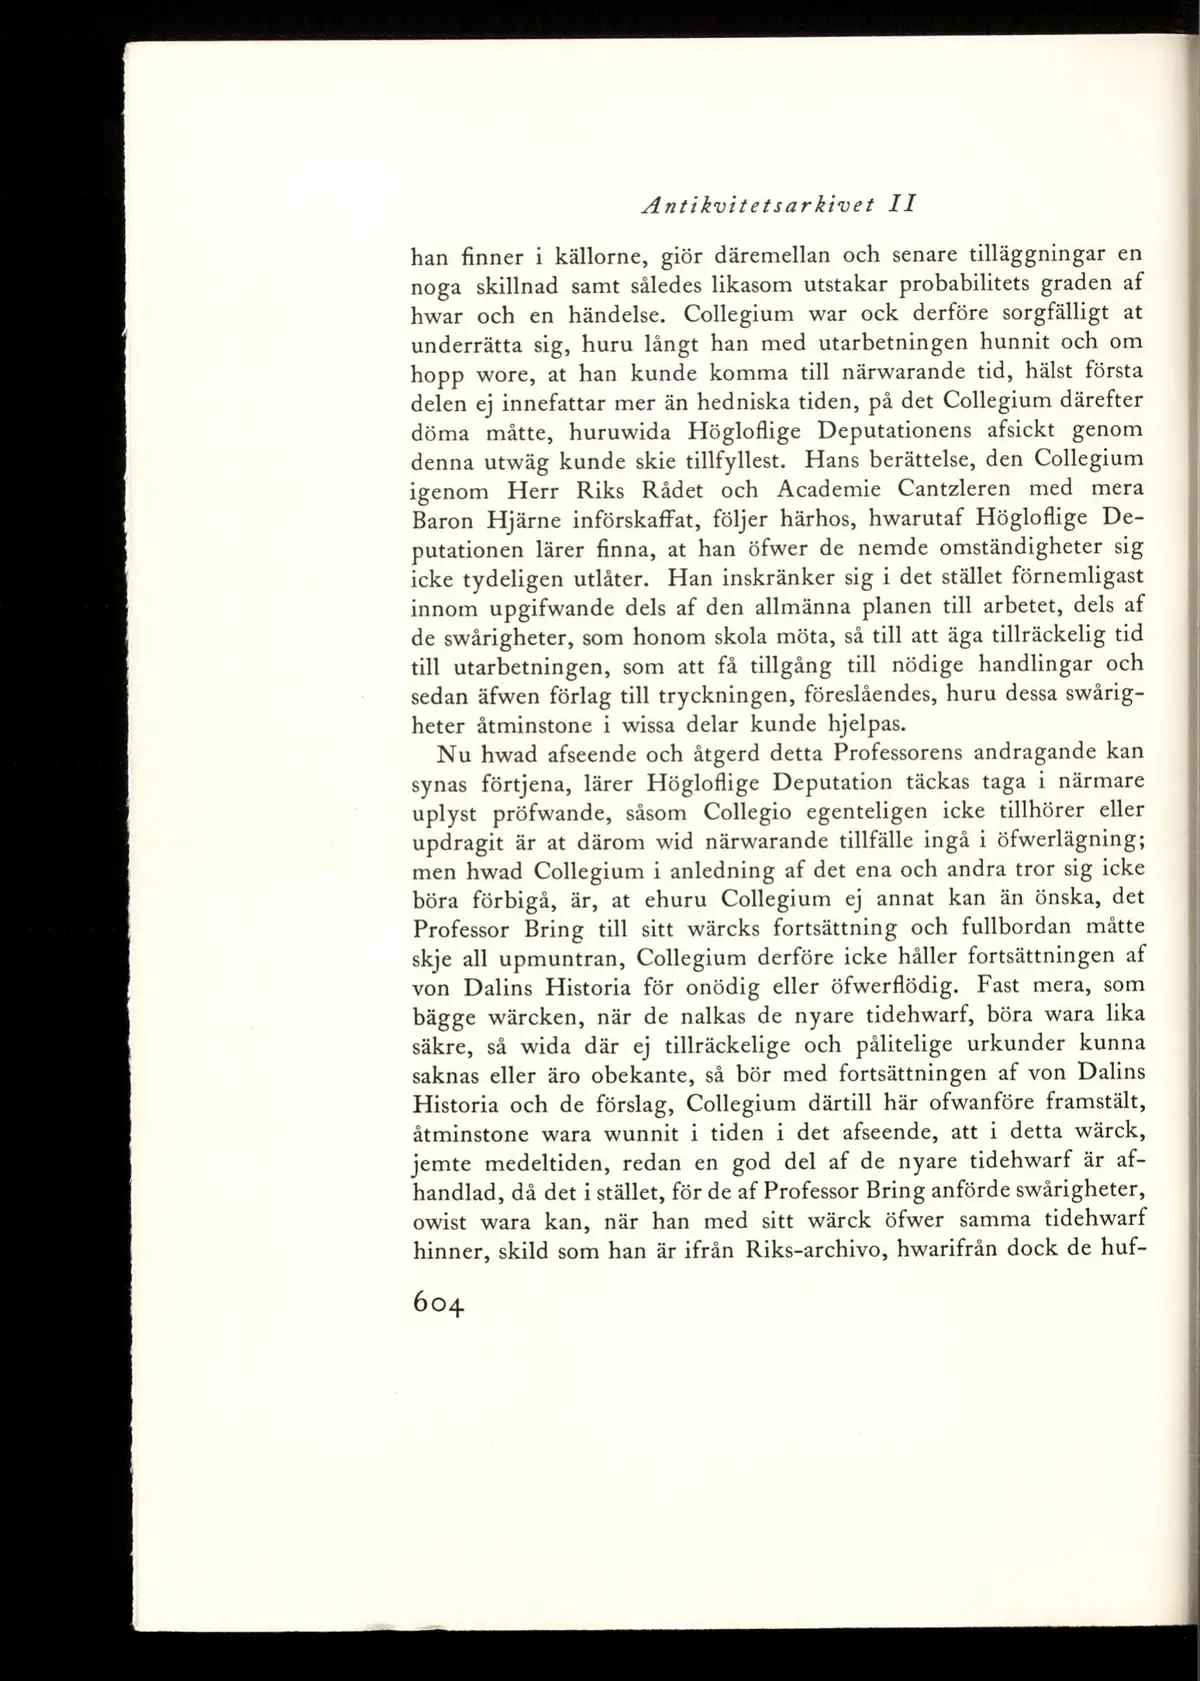 Antikvitetsarkivet II
han finner i källorne, giör däremellan och senare tilläggningar en
noga skillnad samt således likasom utstakar probabilitets graden af
hwar och en händelse. Collegium war ock derföre sorgfälligt at
underrätta sig, huru långt han med utarbetningen hunnit och om
hopp wore, at han kunde komma till närwarande tid, hälst första
delen ej innefattar mer än hedniska tiden, på det Collegium därefter
döma måtte, huruwida Högloflige Deputationens afsickt genom
denna utwäg kunde skie tillfyllest. Hans berättelse, den Collegium
igenom Herr Riks Rådet och Academie Cantzleren med mera
Baron Hjärne införskaffat, följer härhos, hwarutaf Högloflige De-
putationen lärer finna, at han öfwer de nemde omständigheter sig
icke tydeligen utlåter. Han inskränker sig i det stället förnemligast
innom upgifwande dels af den allmänna planen till arbetet, dels af
de swårigheter, som honom skola möta, så till att äga tillräckelig tid
till utarbetningen, som att få tillgång till nödige handlingar och
sedan äfwen förlag till tryckningen, föreslåendes, huru dessa swårig-
heter åtminstone i wissa delar kunde hjelpas.
Nu hwad afseende och åtgerd detta Professorens andragande kan
synas förtjena, lärer Högloflige Deputation täckas taga i närmare
uplyst pröfwande, såsom Collegio egenteligen icke tillhörer eller
updragit är at därom wid närwarande tillfälle ingå i öfwerlägning;
men hwad Collegium i anledning af det ena och andra tror sig icke
böra förbigå, är, at ehuru Collegium ej annat kan än önska, det
Professor Bring till sitt wärcks fortsättning och fullbordan måtte
skje all upmuntran, Collegium derföre icke håller fortsättningen af
von Dalins Historia för onödig eller öfwerflödig. Fast mera, som
bägge wärcken, när de nalkas de nyare tidehwarf, böra wara lika
säkre, så wida där ej tillräckelige och pålitelige urkunder kunna
saknas eller äro obekante, så bör med fortsättningen af von Dalins
Historia och de förslag, Collegium därtill här ofwanföre framstält,
åtminstone wara wunnit i tiden i det afseende, att i detta wärck,
jemte medeltiden, redan en god del af de nyare tidehwarf är af-
handlad, då det i stället, för de af Professor Bring anförde swårigheter,
owist wara kan, när han med sitt wärck öfwer samma tidehwarf
hinner, skild som han är ifrån Riks-archivo, hwarifrån dock de huf-
604